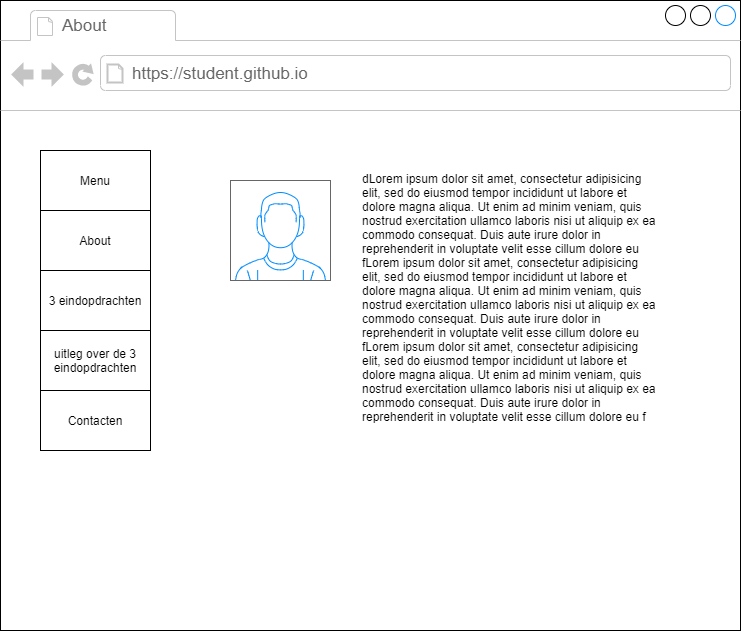 About
https://student.github.io
Menu
About
3 eindopdrachten
uitleg over de 3
eindopdrachten
Contacten
dLorem ipsum dolor sit amet, consectetur adipisicing
elit, sed do eiusmod tempor incididunt ut labore et
dolore magna aliqua. Ut enim ad minim veniam, quis
nostrud exercitation ullamco laboris nisi ut aliquip ex ea
commodo consequat. Duis aute irure dolor in
reprehenderit in voluptate velit esse cillum dolore eu
fLorem ipsum dolor sit amet, consectetur adipisicing
elit, sed do eiusmod tempor incididunt ut labore et
dolore magna aliqua. Ut enim ad minim veniam, quis
nostrud exercitation ullamco laboris nisi ut aliquip ex ea
commodo consequat. Duis aute irure dolor in
reprehenderit in voluptate velit esse cillum dolore eu
fLorem ipsum dolor sit amet, consectetur adipisicing
elit, sed do eiusmod tempor incididunt ut labore et
dolore magna aliqua. Ut enim ad minim veniam, quis
nostrud exercitation ullamco laboris nisi ut aliquip ex ea
commodo consequat. Duis aute irure dolor in
reprehenderit in voluptate velit esse cillum dolore eu f